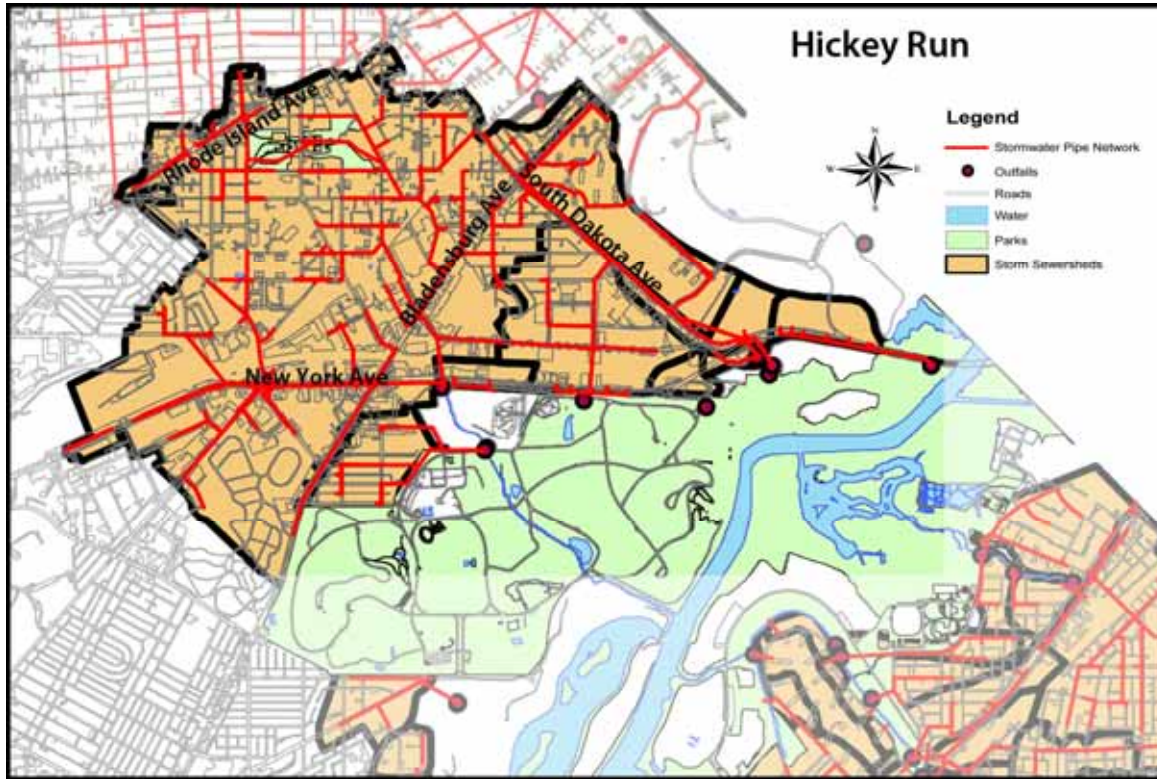 Hickey Run
Legend
Stormwater Pipe Network
Outfalls
Roads
Water
Parks
Storm Sewersheds
N
W
E
S
Rhode Island Ave
Bladensburg Ave
South Dakota Ave
New York Ave